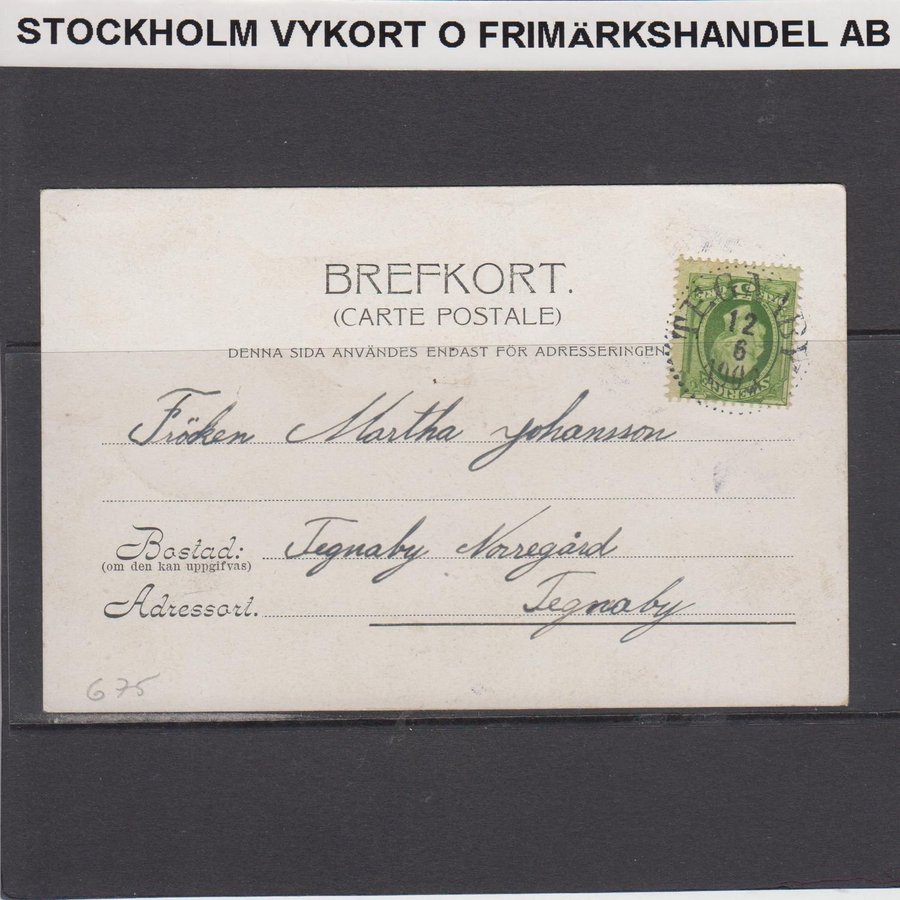 STOCKHOLM VYKORT O FRIMÄRKSHANDEL AB
BREFKORT.
(CARTE POSTALE)
DENNA SIDA ANVÄNDES ENDAST FÖR ADRESSERINGEN
12
6
Fröken Martha Johansson
Bostad: Tegnaby Norregård
(om den kan uppgifvas)
Adressort. Tegnaby
675